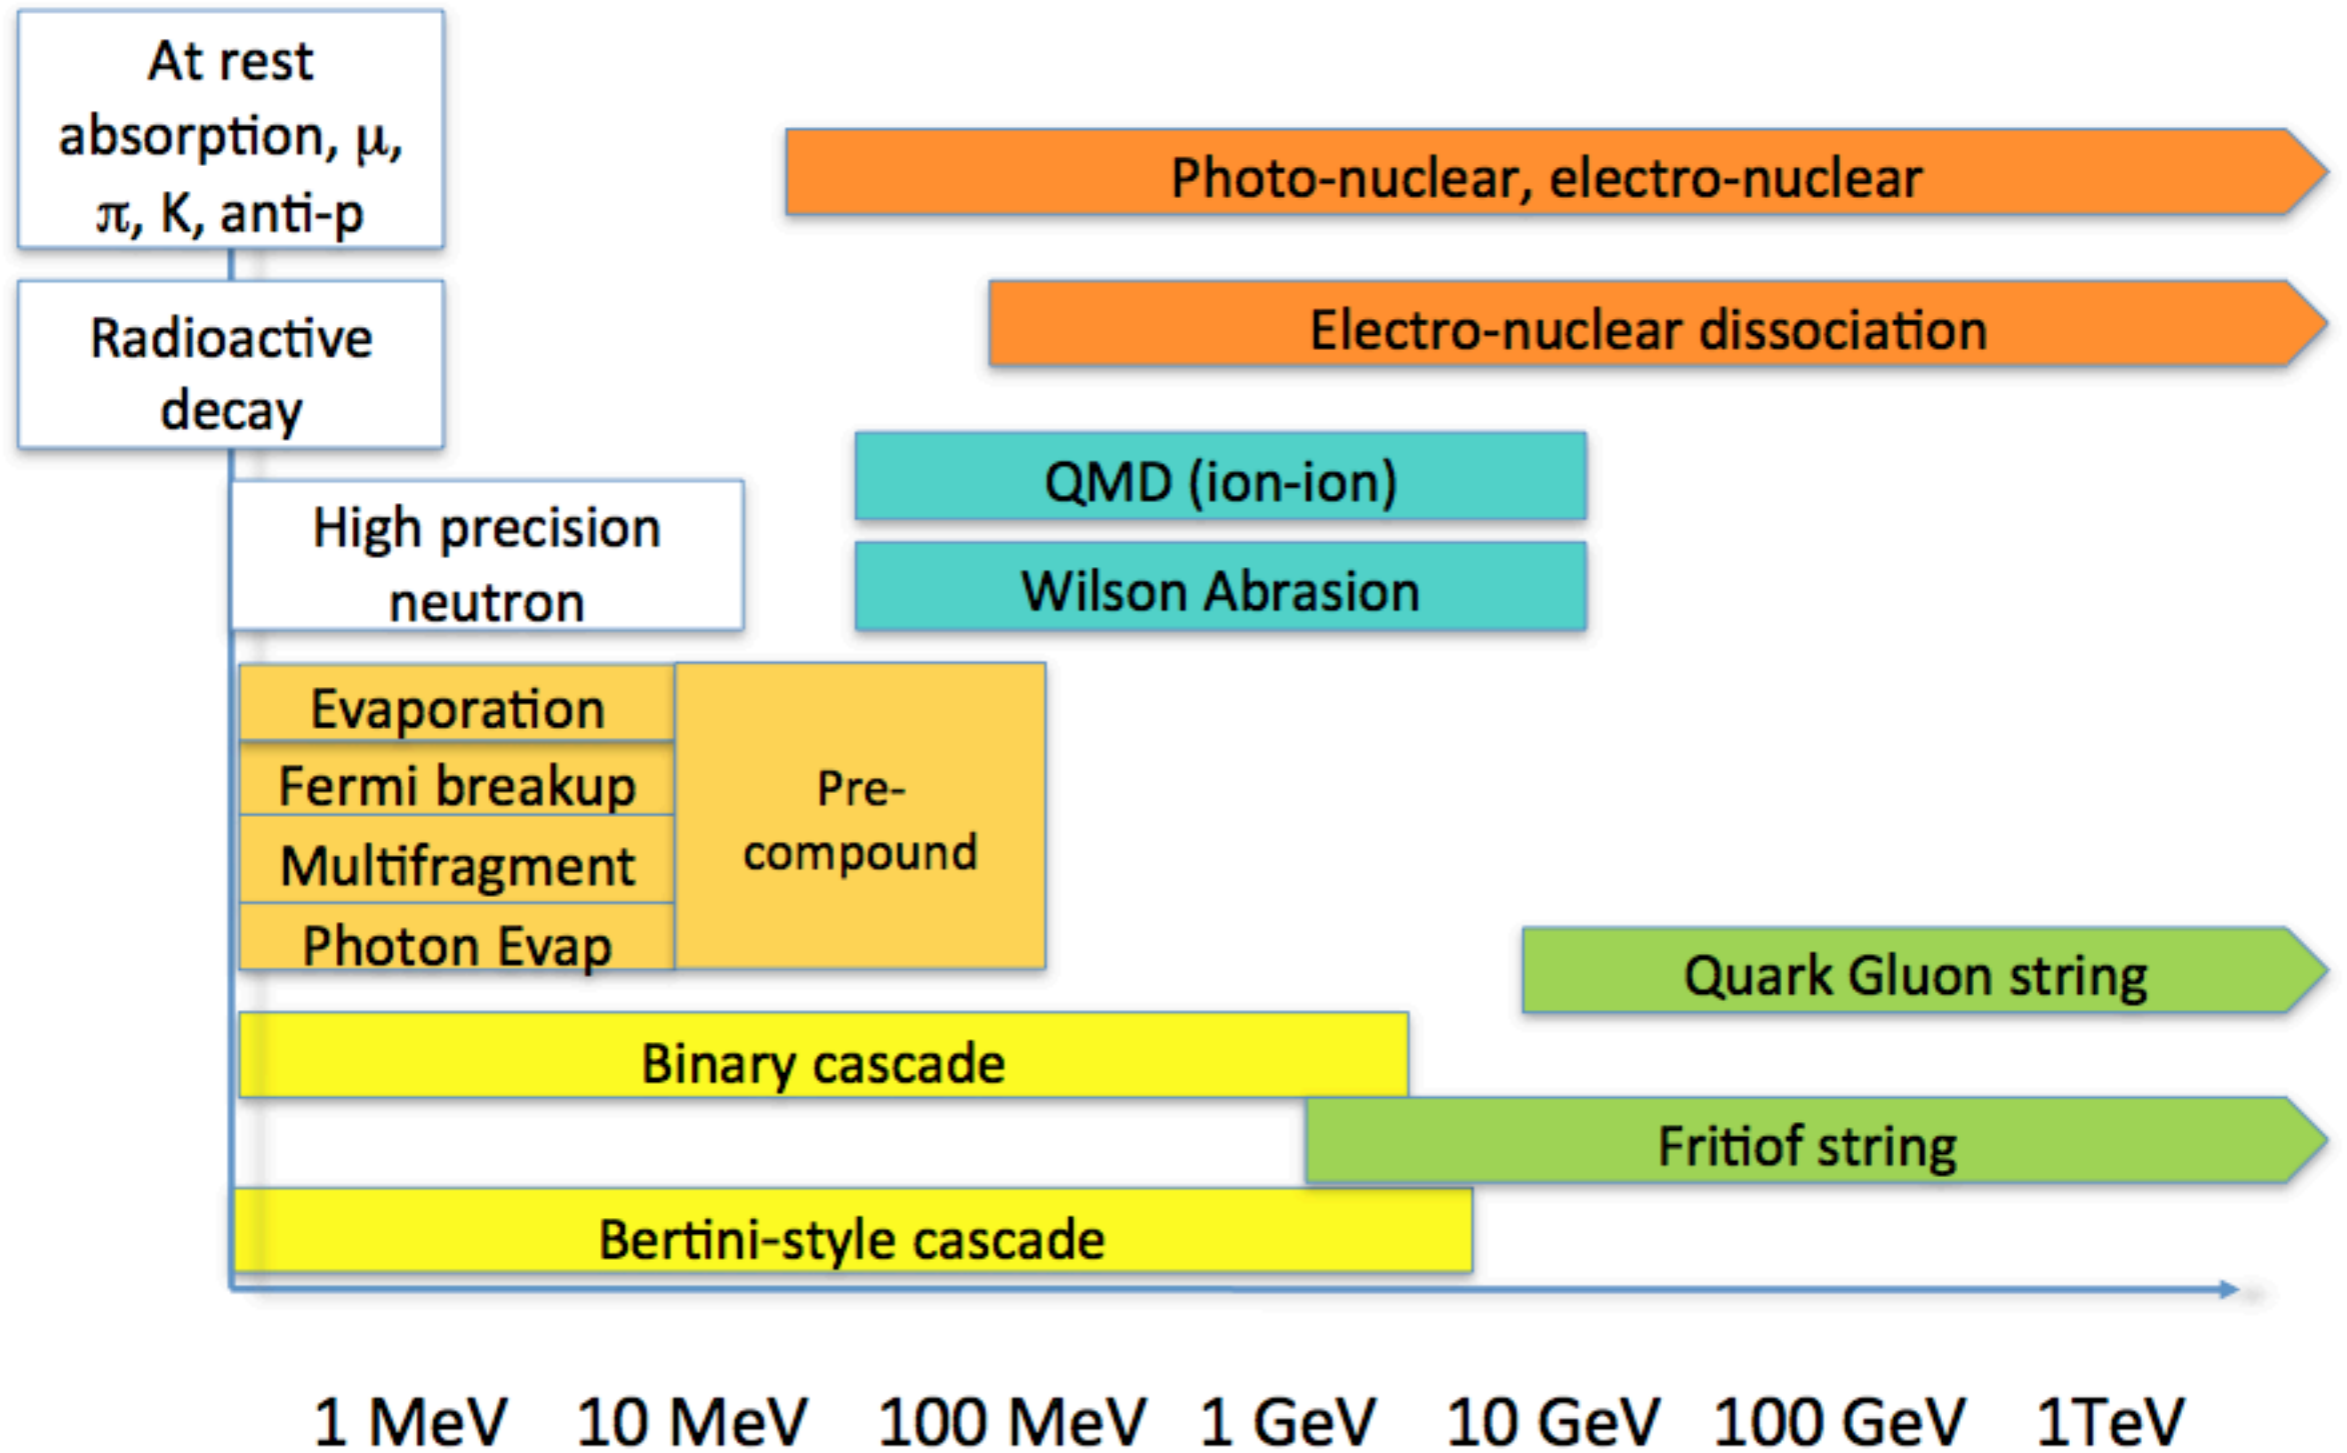 At rest
absorption, μ,
π, K, anti-p
Photo-nuclear, electro-nuclear
Radioactive
decay
Electro-nuclear dissociation
QMD (ion-ion)
High precision
neutron
Wilson Abrasion
Evaporation
Fermi breakup
Multifragment
Photon Evap
Pre-
compound
Quark Gluon string
Binary cascade
Fritiof string
Bertini-style cascade
1 MeV 10 MeV 100 MeV 1 GeV 10 GeV 100 GeV 1TeV